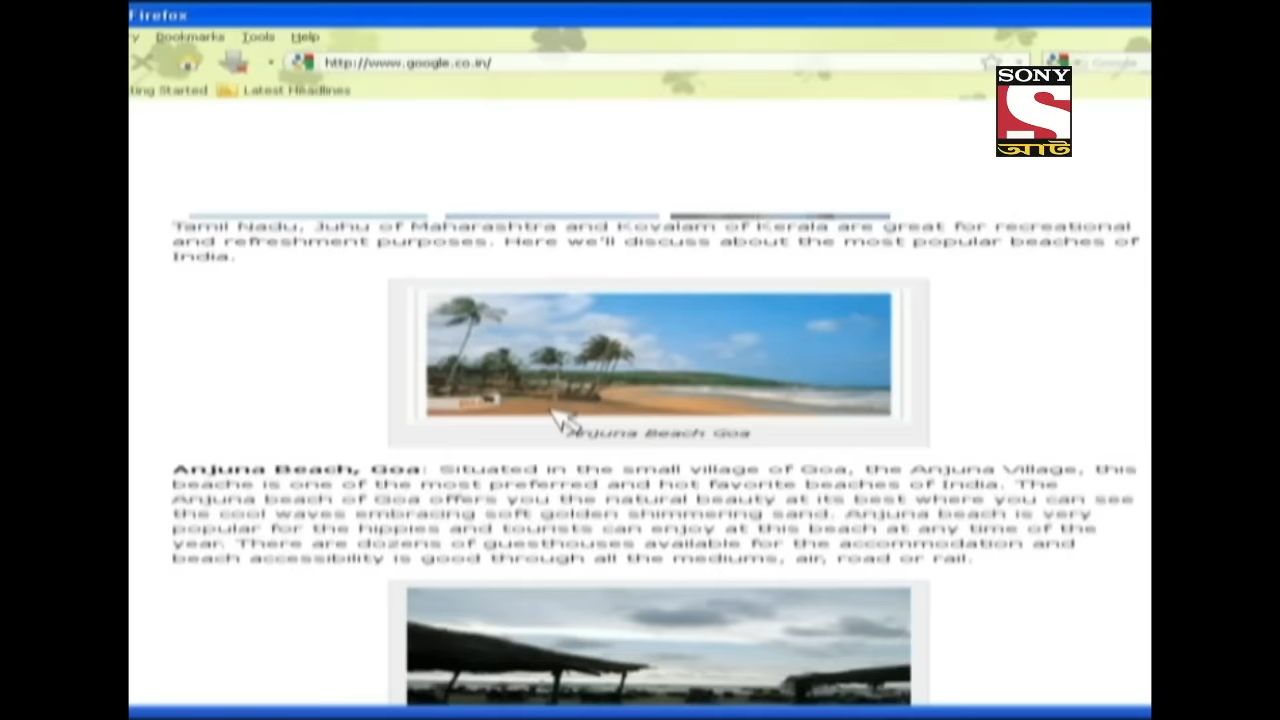 Firefox
y Bookmarks Tools Help
http://www.google.co.in/
Google
ting Started Latest Headlines
SONY
আট
Tamil Nadu, Juhu of Maharashtra and Kovalam of Kerala are great for recreational
and refreshment purposes. Here we'll discuss about the most popular beaches of
India.
Anjuna Beach Goa
Anjuna Beach, Goa: Situated in the small village of Goa, the Anjuna Village, this
beache is one of the most preferred and hot favorite beaches of India. The
Anjuna beach of Goa offers you the natural beauty at its best where you can see
the cool waves embracing soft golden shimmering sand. Anjuna beach is very
popular for the hippies and tourists can enjoy at this beach at any time of the
year. There are dozens of guesthouses available for the accommodation and
beach accessibility is good through all the mediums, air, road or rail.